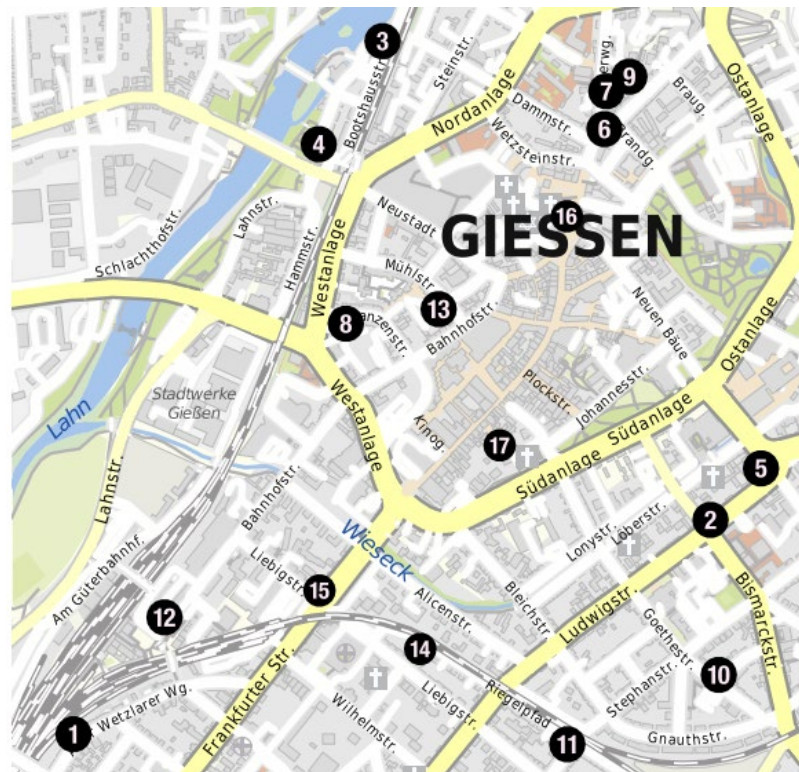 3
Steinstr.
Bootshausstr.
Nordanlage
erwg.
9
7
Braug.
Ostanlage
Dammstr.
6
randg.
4
Wetzsteinstr.
Lahnstr.
Neustadt
16
GIESSEN
Schlachthofstr.
Hammstr.
Westanlage
Mühlstr.
13
8
anzenstr.
Bahnhofstr.
Neuen Bäue
Ostanlage
Stadtwerke
Gießen
Lahn
Westanlage
Plockstr.
Johannesstr.
Kinog.
17
Südanlage
Südanlage
5
Lahnstr.
Bahnhofstr.
Wieseck
2
Lonystr.
Löberstr.
Am Güterbahnhf.
Liebigstr.
15
Alicenstr.
Bleichstr.
Ludwigstr.
Bismarckstr.
12
14
Goethestr.
10
Stephanstr.
Wetzlarer Wg.
1
Frankfurter Str.
Wilhelmstr.
Liebigstr.
Riegelpfad
11
Gnauthstr.